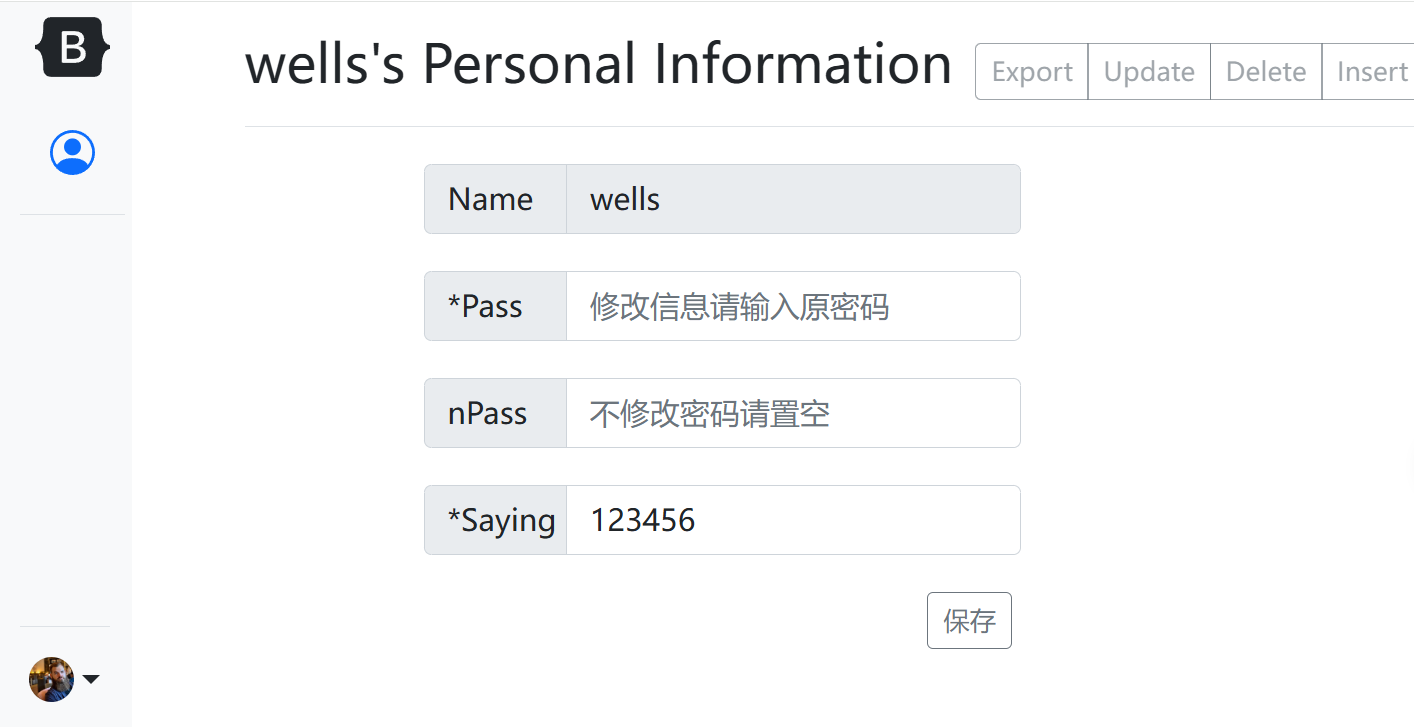 B
wells's Personal Information
Export Update Delete Insert
Name wells
*Pass 修改信息请输入原密码
nPass 不修改密码请置空
*Saying 123456
保存